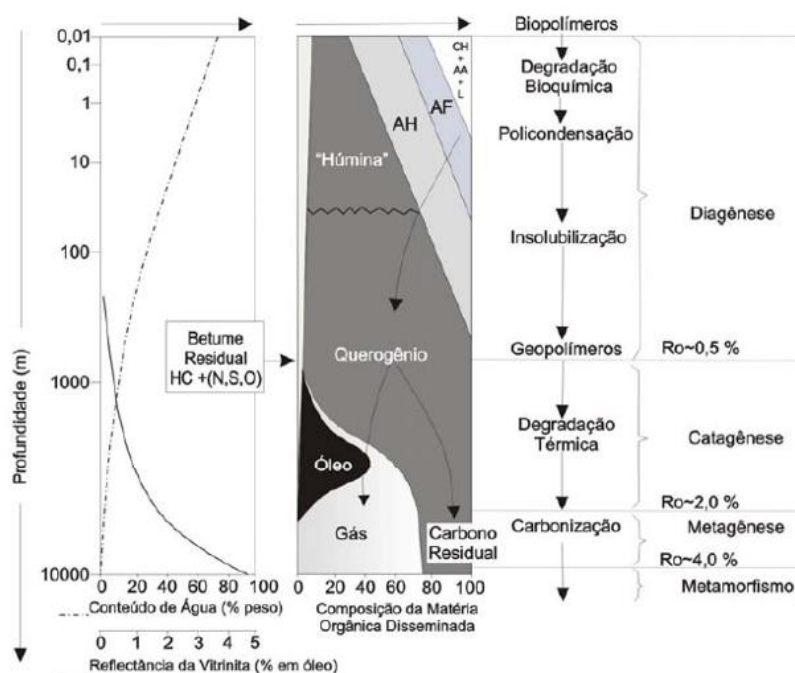 Profundidade (m)
0,01
0,1
1
10
100
1000
10000
0 20 40 60 80 100
Conteúdo de Água (% peso)
0 1 2 3 4 5
Reflectância da Vitrinita (% em óleo)
Betume
Residual
HC +(N,S,O)
CH
+
AA
+
L
AF
AH
"Húmina"
Querogênio
Óleo
Gás
Carbono
Residual
0 20 40 60 80 100
Composição da Matéria
Orgânica Disseminada
Biopolímeros
Degradação
Bioquímica
Policondensação
Insolubilização
Geopolímeros
Degradação
Térmica
Carbonização
Diagênese
Ro~0,5 %
Catagênese
Ro~2,0 %
Metagênese
Ro~4,0 %
Metamorfismo